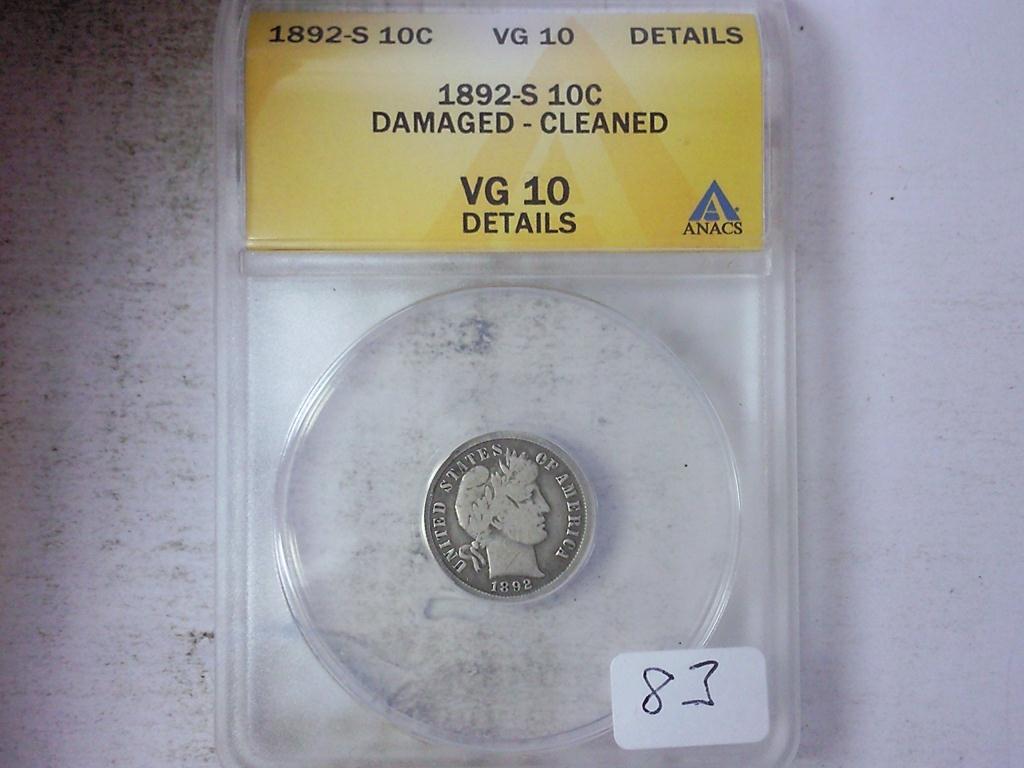 1892-S 10C VG 10 DETAILS
1892-S 10C
DAMAGED - CLEANED
VG 10
DETAILS
ANACS
UNITED STATES OF AMERICA
1892
83